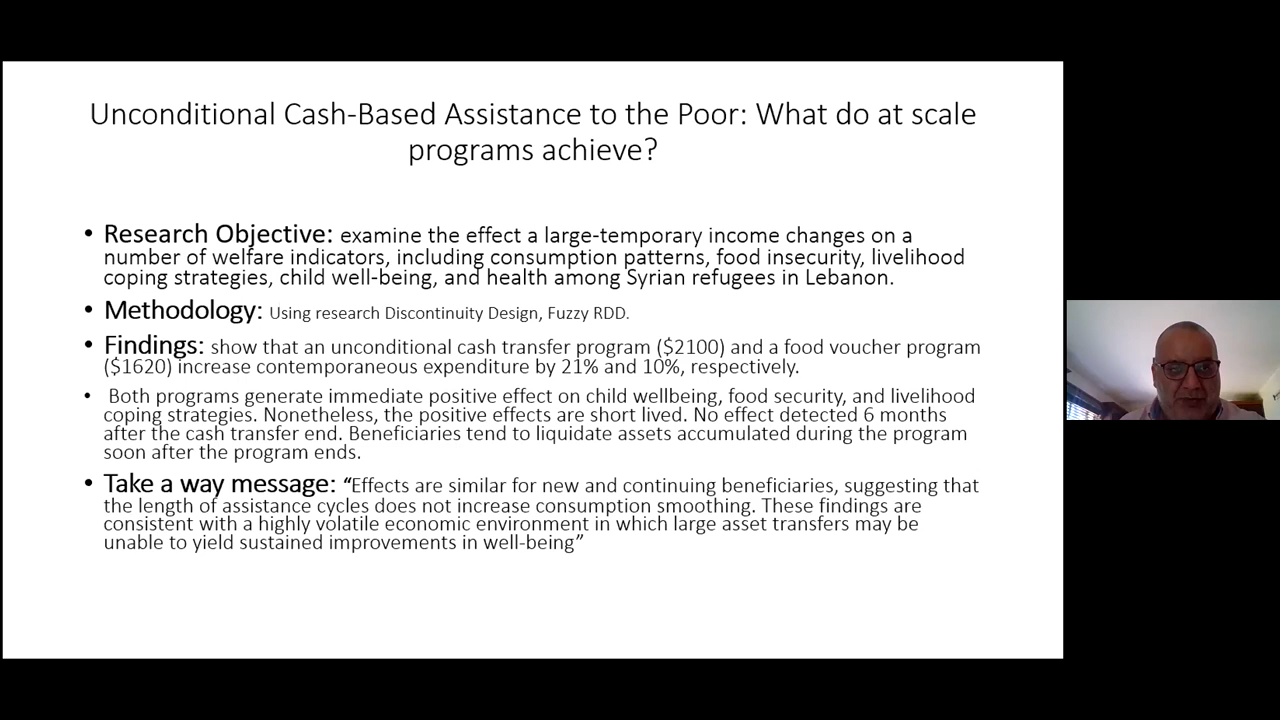 Unconditional Cash-Based Assistance to the Poor: What do at scale
programs achieve?
• Research Objective: examine the effect a large-temporary income changes on a
number of welfare indicators, including consumption patterns, food insecurity, livelihood
coping strategies, child well-being, and health among Syrian refugees in Lebanon.
• Methodology: Using research Discontinuity Design, Fuzzy RDD.
• Findings: show that an unconditional cash transfer program ($2100) and a food voucher program
($1620) increase contemporaneous expenditure by 21% and 10%, respectively.
• Both programs generate immediate positive effect on child wellbeing, food security, and livelihood
coping strategies. Nonetheless, the positive effects are short lived. No effect detected 6 months
after the cash transfer end. Beneficiaries tend to liquidate assets accumulated during the program
soon after the program ends.
• Take a way message: “Effects are similar for new and continuing beneficiaries, suggesting that
the length of assistance cycles does not increase consumption smoothing. These findings are
consistent with a highly volatile economic environment in which large asset transfers may be
unable to yield sustained improvements in well-being”